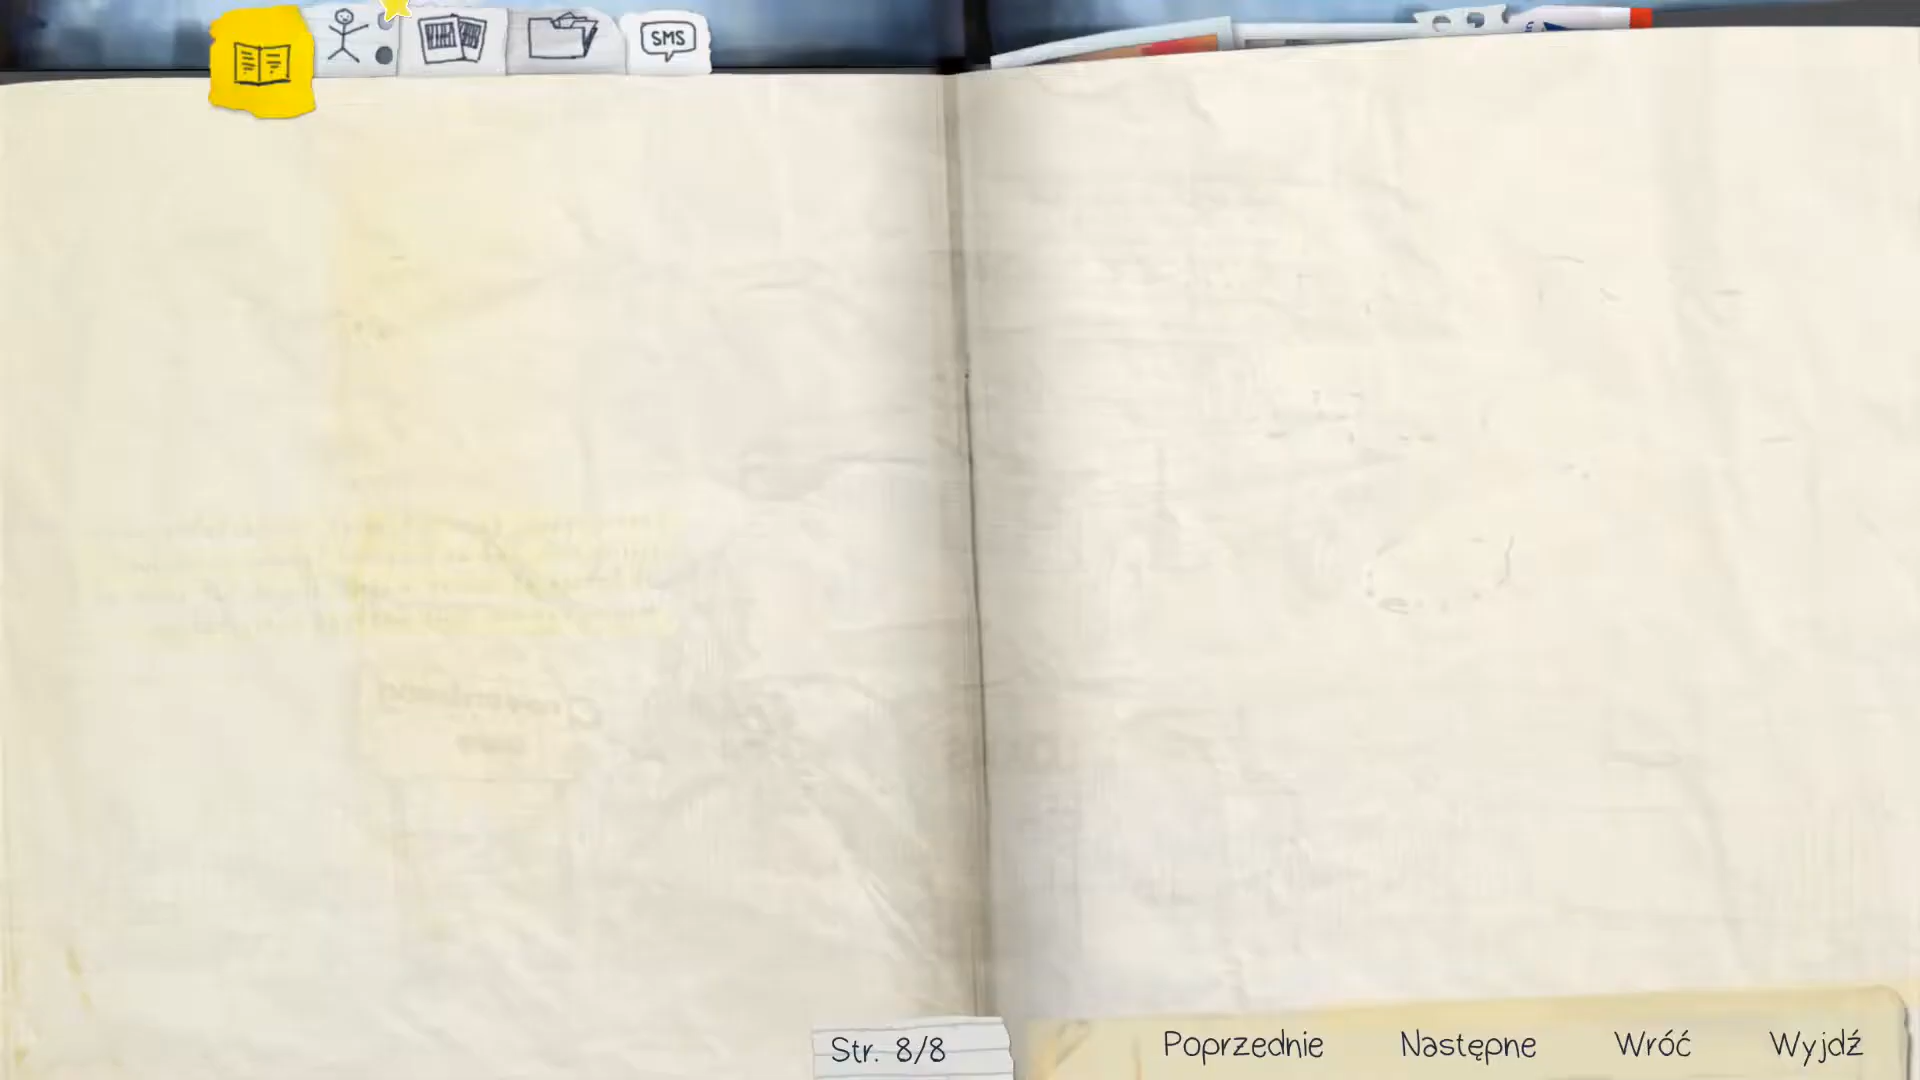 SMS
Str. 8/8
Poprzednie
Następne
Wróć
Wyjdź